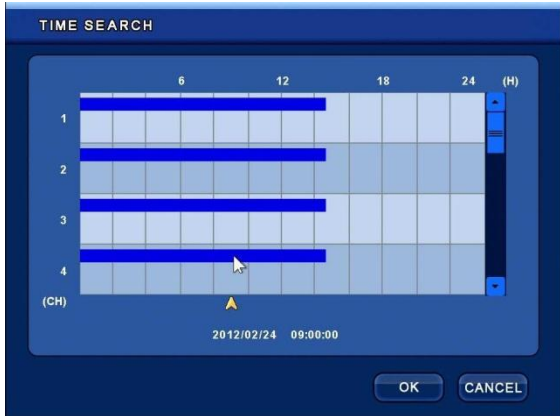 TIME SEARCH
6 12 18 24 (H)
1
2
3
4
(CH)
2012/02/24 09:00:00
OK CANCEL